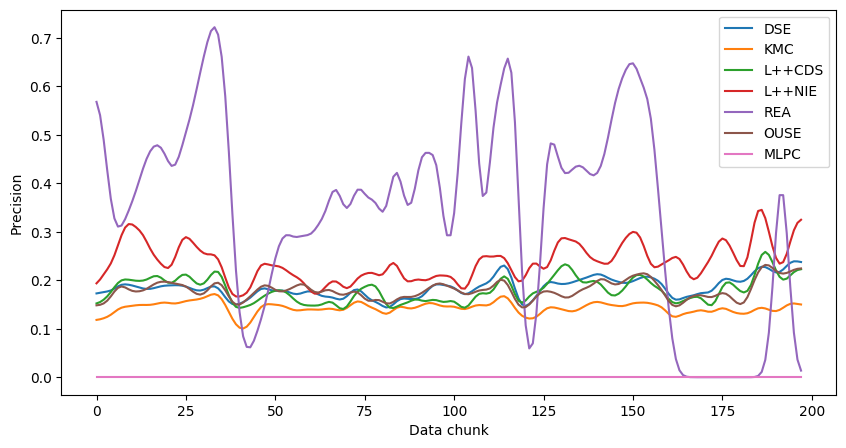 0.7
0.6
0.5
0.4
0.3
0.2
0.1
0.0
Precision
0
25
50
75
100
125
150
175
200
Data chunk
DSE
KMC
L++CDS
L++NIE
REA
OUSE
MLPC